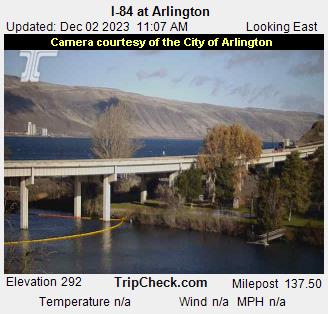 I-84 at Arlington
Updated: Dec 02 2023 11:07 AM Looking East
Camera courtesy of the City of Arlington
Elevation 292 TripCheck.com Milepost 137.50
Temperature n/a Wind n/a MPH n/a